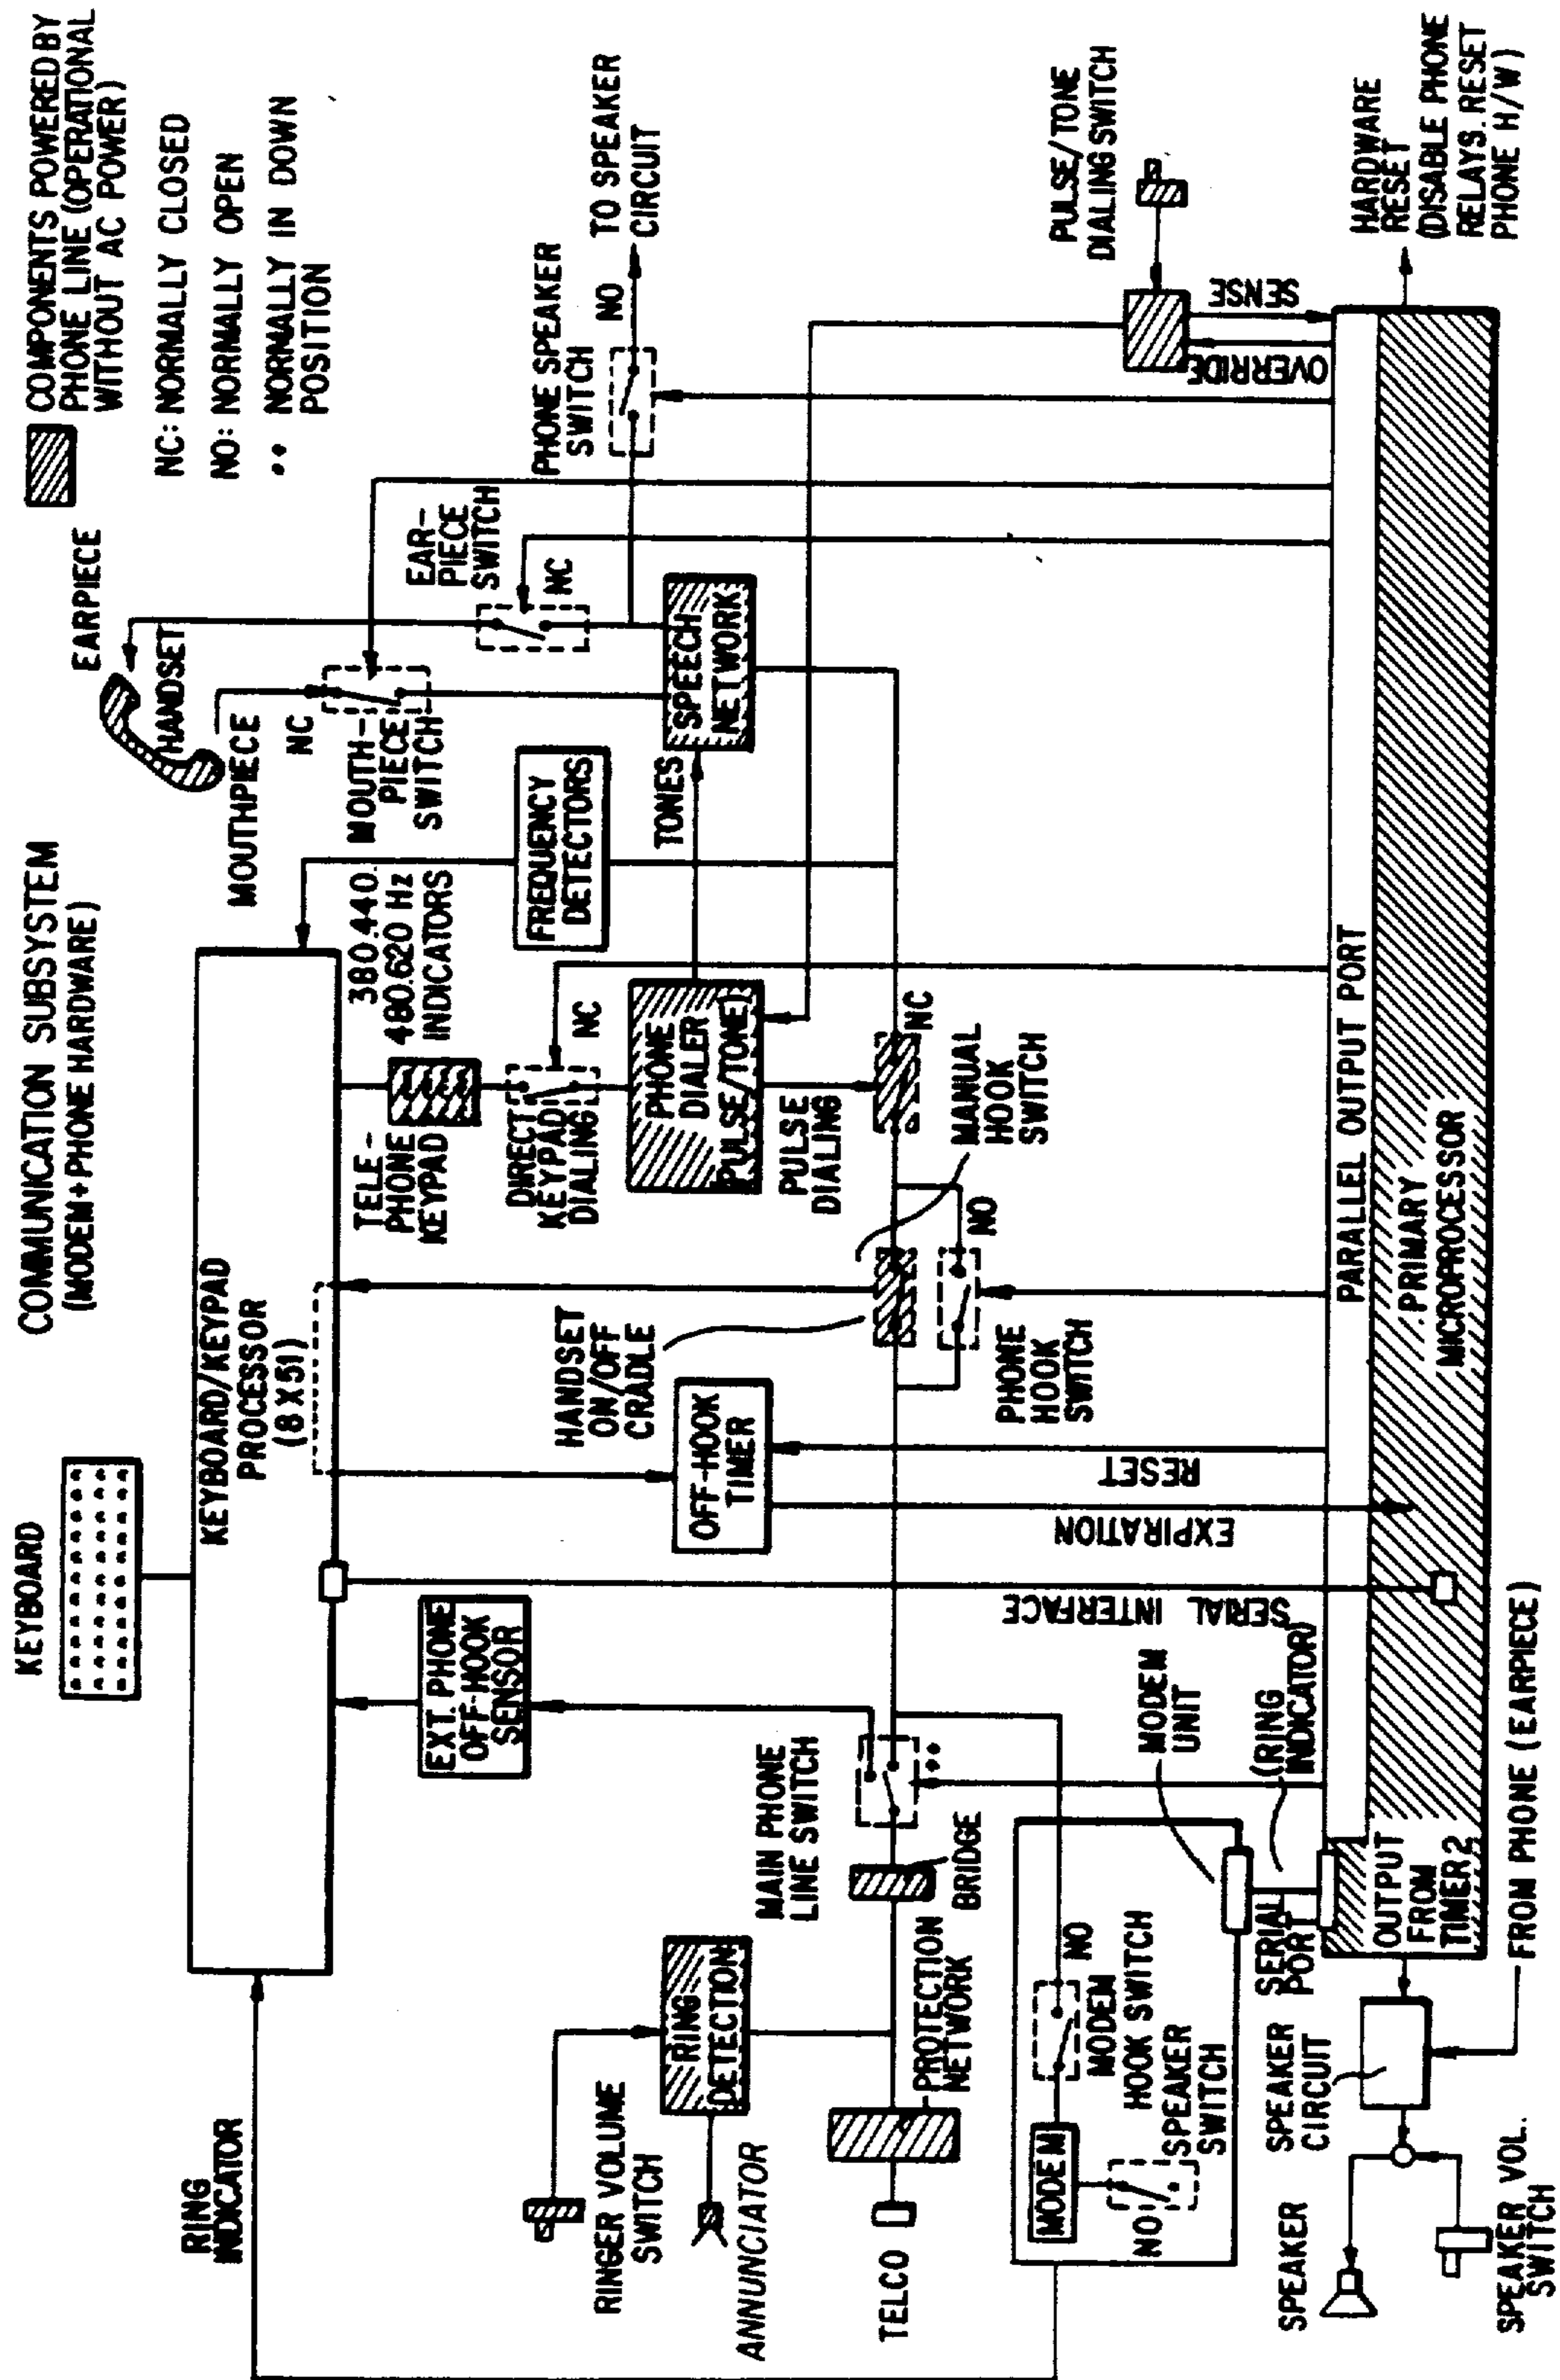 COMMUNICATION SUBSYSTEM
(MODEM+PHONE HARDWARE)
COMPONENTS POWERED BY
PHONE LINE (OPERATIONAL
WITHOUT AC POWER)
NC: NORMALLY CLOSED
NO: NORMALLY OPEN
•• NORMALLY IN DOWN
POSITION
KEYBOARD
KEYBOARD/KEYPAD
PROCESSOR
(8X51)
RING
INDICATOR
RINGER VOLUME
SWITCH
ANNUNCIATOR
RING
DETECTION
TELCO
PROTECTION
NETWORK
BRIDGE
MAIN PHONE
LINE SWITCH
••
EXT. PHONE
OFF-HOOK
SENSOR
OFF-HOOK
TIMER
HANDSET
ON/OFF
CRADLE
PHONE
HOOK
SWITCH
NO
MANUAL
HOOK
SWITCH
NC
TELE-
PHONE
KEYPAD
DIRECT
KEYPAD
DIALING
NC
PHONE
DIALER
(PULSE/TONE)
PULSE
DIALING
TONES
380.440.
480.620 Hz
INDICATORS
FREQUENCY
DETECTORS
SPEECH
NETWORK
MOUTHPIECE
HANDSET
EARPIECE
NC
MOUTH-
PIECE
SWITCH
EAR-
PIECE
SWITCH
NC
PHONE SPEAKER
SWITCH
NO
TO SPEAKER
CIRCUIT
PULSE/TONE
DIALING SWITCH
OVERRIDE
SENSE
HARDWARE
RESET
(DISABLE PHONE
RELAYS. RESET
PHONE H/W)
RESET
EXPIRATION
SERIAL INTERFACE
MODEM
NO
MODEM
HOOK SWITCH
NO
SPEAKER
SWITCH
MODEM
UNIT
(RING
INDICATOR)
SERIAL
PORT
PARALLEL OUTPUT PORT
PRIMARY
MICROPROCESSOR
OUTPUT
FROM
TIMER 2
SPEAKER
CIRCUIT
SPEAKER
SPEAKER VOL.
SWITCH
FROM PHONE (EARPIECE)